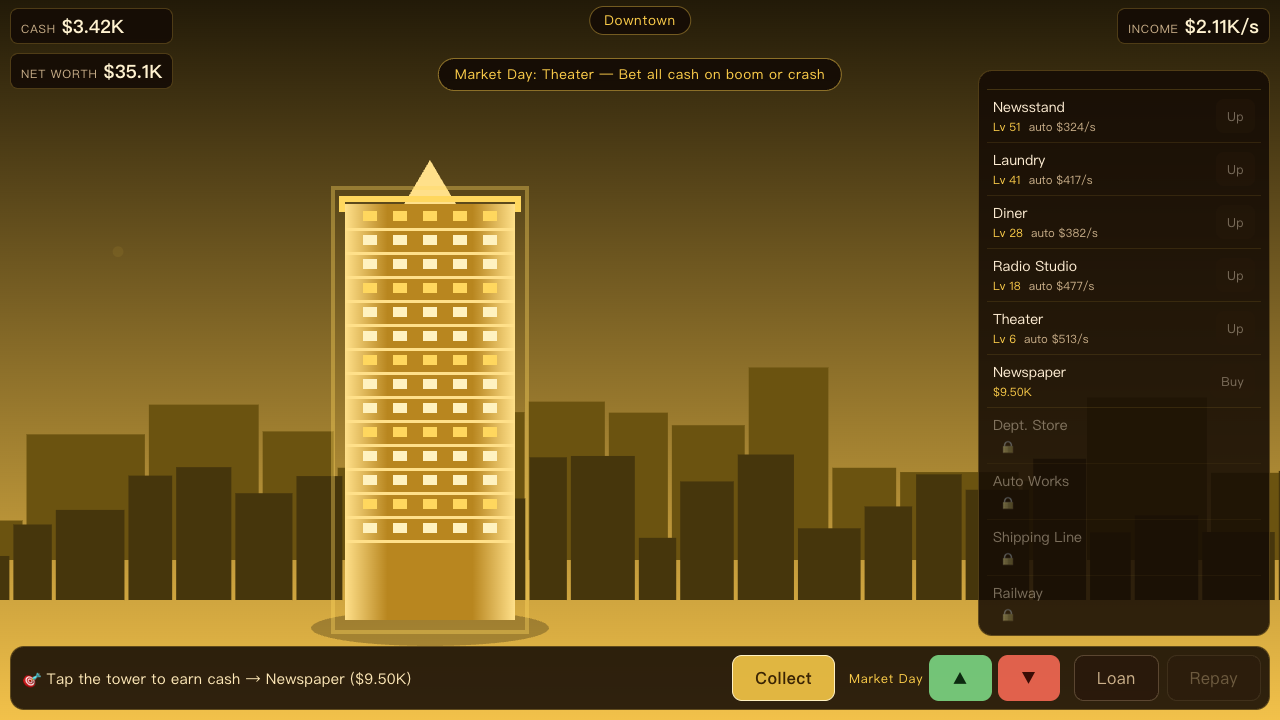 CASH $3.42K
Downtown
INCOME $2.11K/s
NET WORTH $35.1K
Market Day: Theater — Bet all cash on boom or crash
Newsstand
Lv 51 auto $324/s
Up
Laundry
Lv 41 auto $417/s
Up
Diner
Lv 28 auto $382/s
Up
Radio Studio
Lv 18 auto $477/s
Up
Theater
Lv 6 auto $513/s
Up
Newspaper
$9.50K
Buy
Dept. Store
Auto Works
Shipping Line
Railway
Tap the tower to earn cash → Newspaper ($9.50K)
Collect
Market Day
▲
▼
Loan
Repay